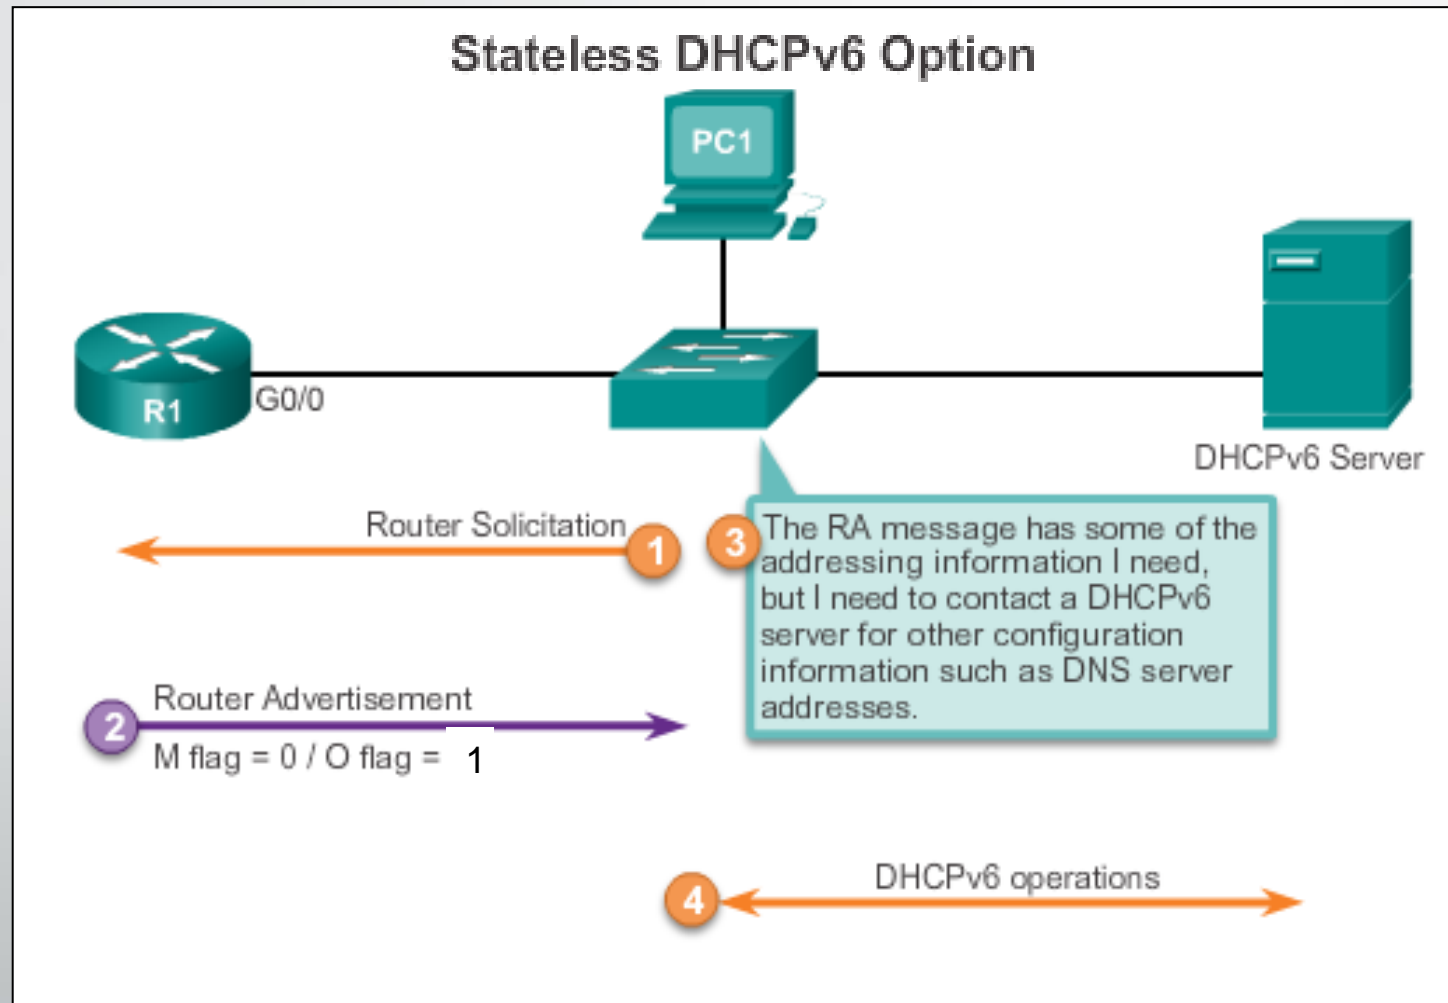 Stateless DHCPv6 Option
PC1
R1
G0/0
DHCPv6 Server
Router Solicitation
1
3
The RA message has some of the
addressing information I need,
but I need to contact a DHCPv6
server for other configuration
information such as DNS server
addresses.
2
Router Advertisement
M flag = 0 / O flag = 1
4
DHCPv6 operations